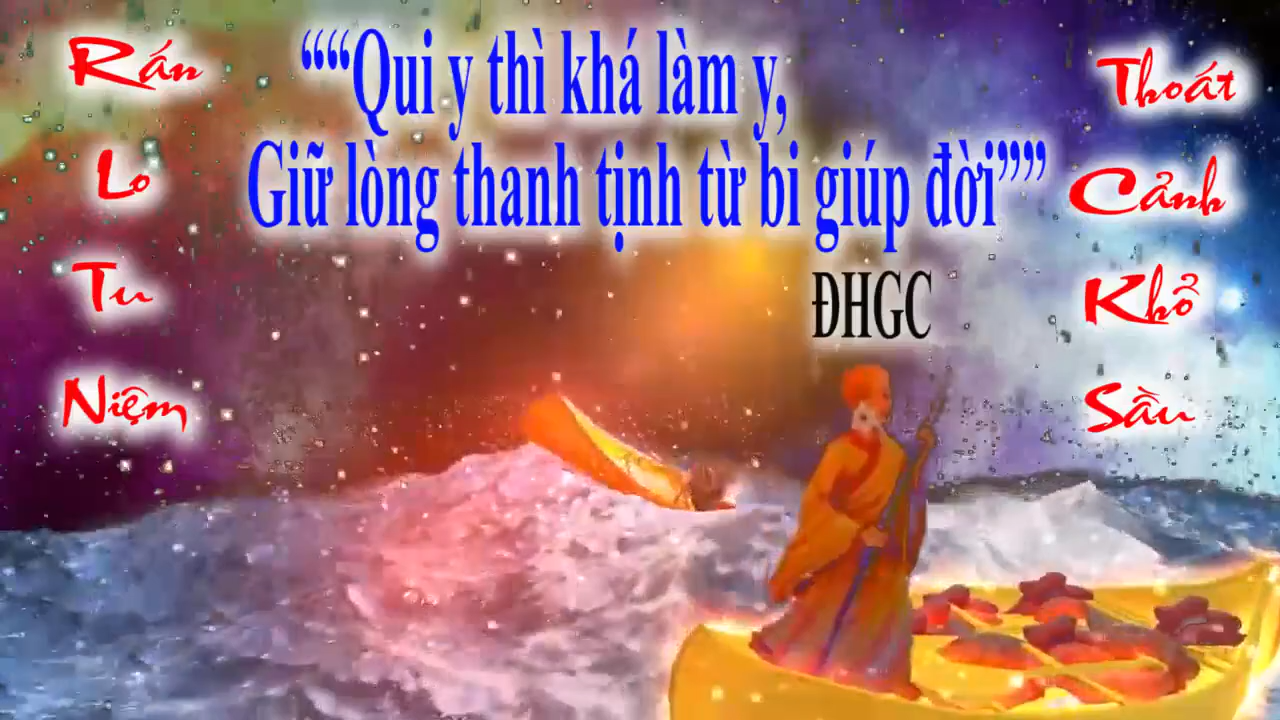 ““Qui y thì khá làm y,
Giữ lòng thanh tịnh từ bi giúp đời””
ĐHGC
Rán
Lo
Tu
Niệm
Thoát
Cảnh
Khổ
Sầu